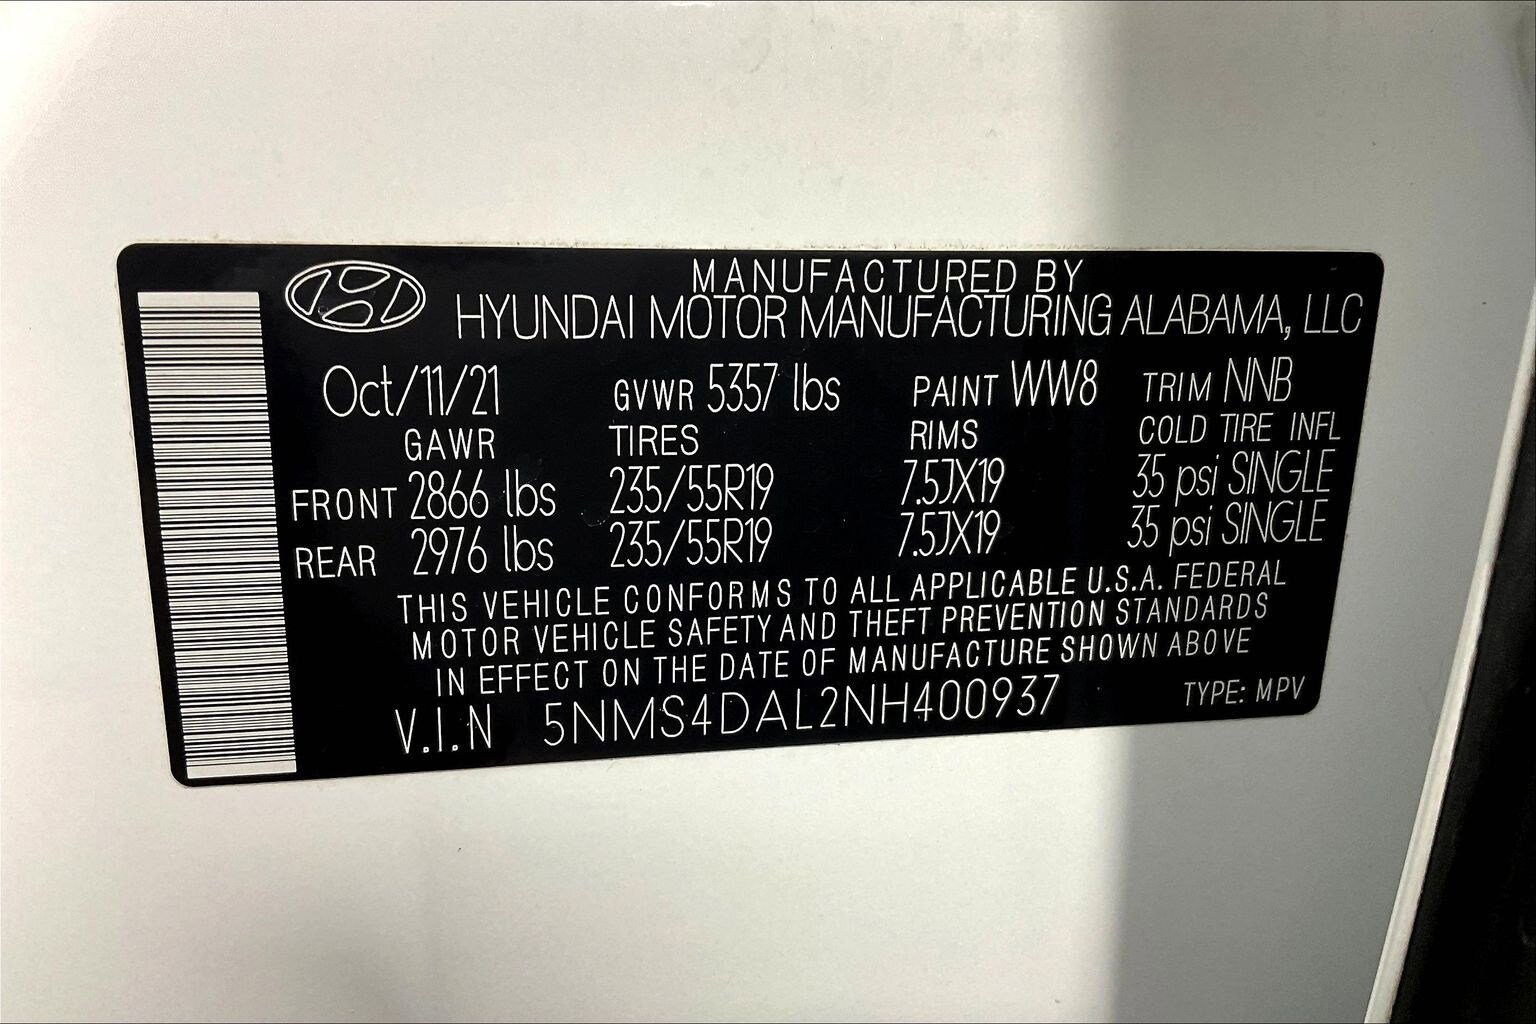 MANUFACTURED BY
HYUNDAI MOTOR MANUFACTURING ALABAMA, LLC
Oct/11/21 GVWR 5357 lbs PAINT WW8 TRIM NNB
GAWR TIRES RIMS COLD TIRE INFL
FRONT 2866 lbs 235/55R19 7.5JX19 35 psi SINGLE
REAR 2976 lbs 235/55R19 7.5JX19 35 psi SINGLE
THIS VEHICLE CONFORMS TO ALL APPLICABLE U.S.A. FEDERAL
MOTOR VEHICLE SAFETY AND THEFT PREVENTION STANDARDS
IN EFFECT ON THE DATE OF MANUFACTURE SHOWN ABOVE
V.I.N 5NMS4DAL2NH400937 TYPE: MPV